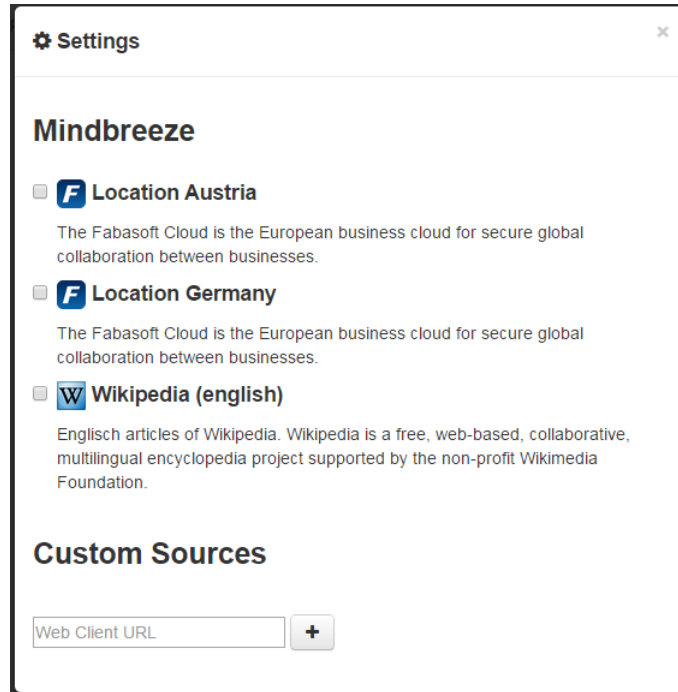 Settings
×
Mindbreeze
F Location Austria
The Fabasoft Cloud is the European business cloud for secure global
collaboration between businesses.
F Location Germany
The Fabasoft Cloud is the European business cloud for secure global
collaboration between businesses.
W Wikipedia (english)
Englisch articles of Wikipedia. Wikipedia is a free, web-based, collaborative,
multilingual encyclopedia project supported by the non-profit Wikimedia
Foundation.
Custom Sources
Web Client URL +